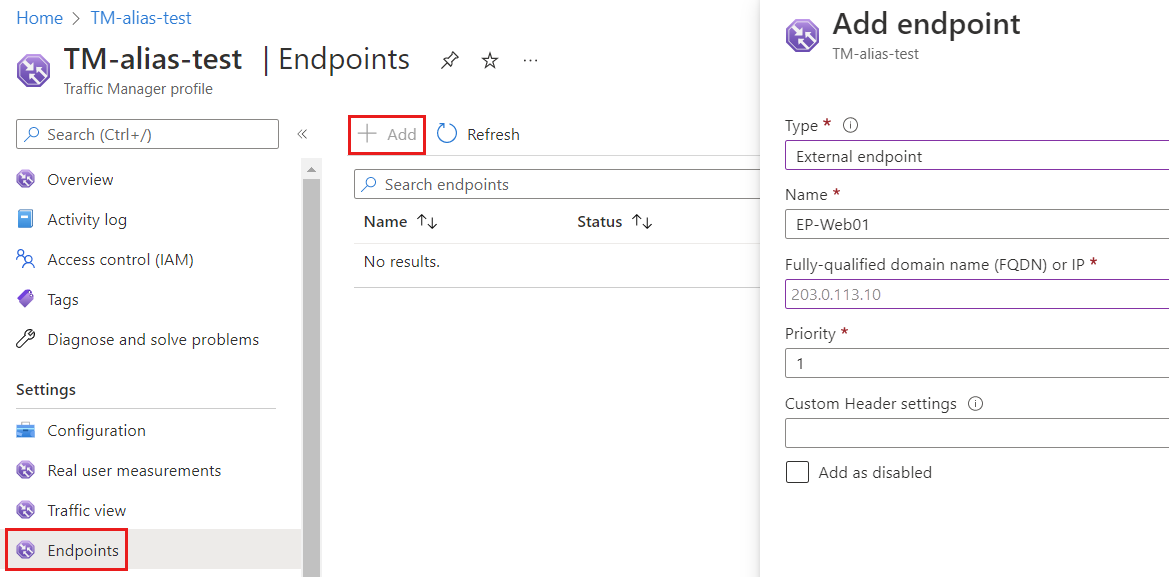 Home > TM-alias-test
TM-alias-test | Endpoints ...
Traffic Manager profile
Search (Ctrl+/) «
Overview
Activity log
Access control (IAM)
Tags
Diagnose and solve problems
Settings
Configuration
Real user measurements
Traffic view
Endpoints
+ Add Refresh
Search endpoints
Name ↑↓ Status ↑↓
No results.
Add endpoint
TM-alias-test
Type *
External endpoint
Name *
EP-Web01
Fully-qualified domain name (FQDN) or IP *
203.0.113.10
Priority *
1
Custom Header settings
Add as disabled